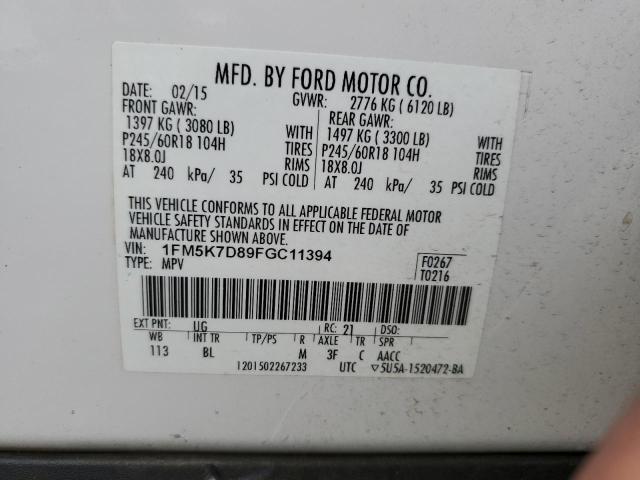 MFD. BY FORD MOTOR CO.
DATE: 02/15 GVWR: 2776 KG ( 6120 LB)
FRONT GAWR: REAR GAWR:
1397 KG ( 3080 LB) WITH 1497 KG ( 3300 LB) WITH
P245/60R18 104H TIRES P245/60R18 104H TIRES
18X8.0J RIMS 18X8.0J RIMS
AT 240 kPa/ 35 PSI COLD AT 240 kPa/ 35 PSI COLD
THIS VEHICLE CONFORMS TO ALL APPLICABLE FEDERAL MOTOR
VEHICLE SAFETY STANDARDS IN EFFECT ON THE DATE OF
MANUFACTURE SHOWN ABOVE.
VIN: 1FM5K7D89FGC11394 F0267
TYPE: MPV T0216
EXT PNT: UG RC: 21 DSO:
WB INT TR TP/PS R AXLE TR SPR
113 BL M 3F C AACC
1201502267233 UTC ▽5U5A-1520472-BA